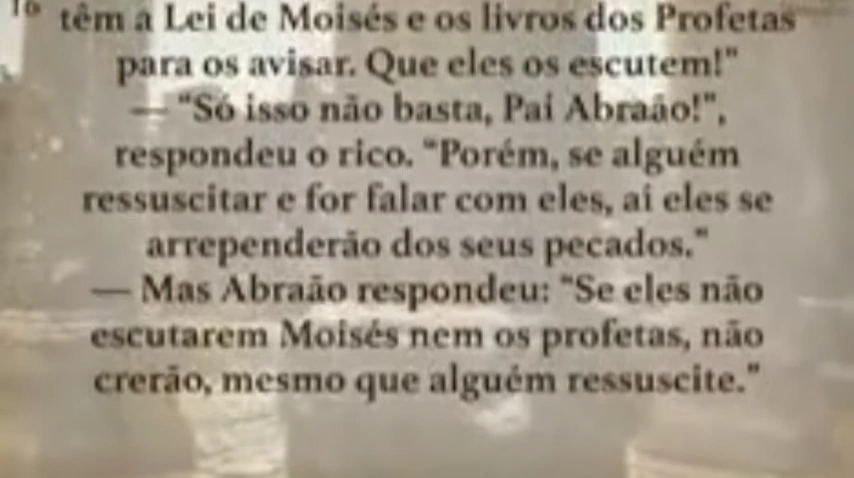 16
têm a Lei de Moisés e os livros dos Profetas
para os avisar. Que eles os escutem!"
— "Só isso não basta, Pai Abraão!",
respondeu o rico. "Porém, se alguém
ressuscitar e for falar com eles, aí eles se
arrependerão dos seus pecados."
— Mas Abraão respondeu: "Se eles não
escutarem Moisés nem os profetas, não
crerão, mesmo que alguém ressuscite."